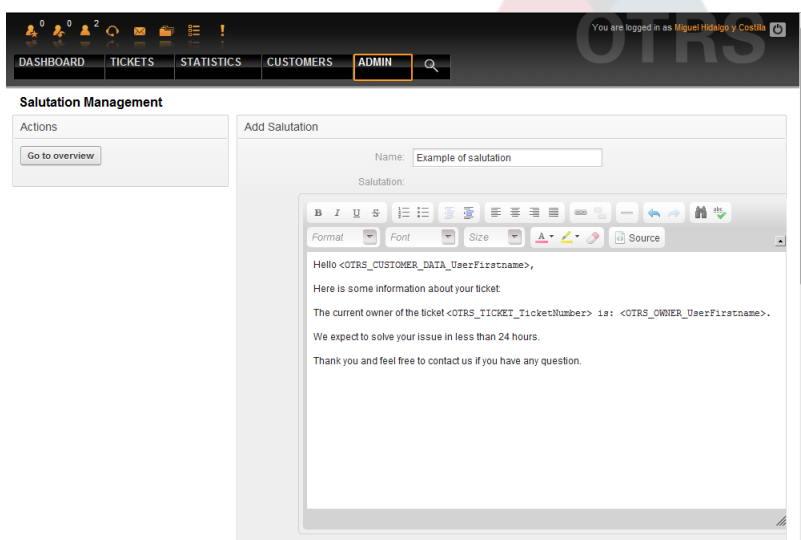 0 0 2
You are logged in as Miguel Hidalgo y Costilla
OTRS
DASHBOARD TICKETS STATISTICS CUSTOMERS ADMIN
Salutation Management
Actions
Go to overview
Add Salutation
Name: Example of salutation
Salutation:
B I U S
abc
Format Font Size A Source
Hello <OTRS_CUSTOMER_DATA_UserFirstname>,
Here is some information about your ticket:
The current owner of the ticket <OTRS_TICKET_TicketNumber> is: <OTRS_OWNER_UserFirstname>.
We expect to solve your issue in less than 24 hours.
Thank you and feel free to contact us if you have any question.